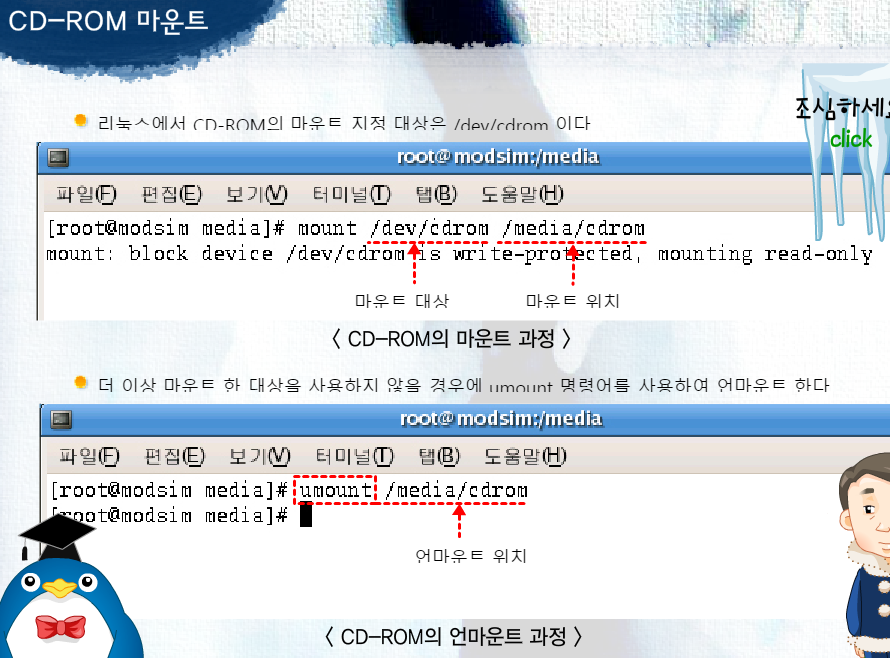 CD-ROM 마운트
조심하세요
click
리눅스에서 CD-ROM의 마운트 지정 대상은 /dev/cdrom 이다
root@modsim:/media
파일(F) 편집(E) 보기(V) 터미널(T) 탭(B) 도움말(H)
[root@modsim media]# mount /dev/cdrom /media/cdrom
mount: block device /dev/cdrom is write-protected, mounting read-only
마운트 대상 마운트 위치
< CD-ROM의 마운트 과정 >
더 이상 마운트 한 대상을 사용하지 않을 경우에 umount 명령어를 사용하여 언마운트 한다
root@modsim:/media
파일(F) 편집(E) 보기(V) 터미널(T) 탭(B) 도움말(H)
[root@modsim media]# umount /media/cdrom
[root@modsim media]#
언마운트 위치
< CD-ROM의 언마운트 과정 >